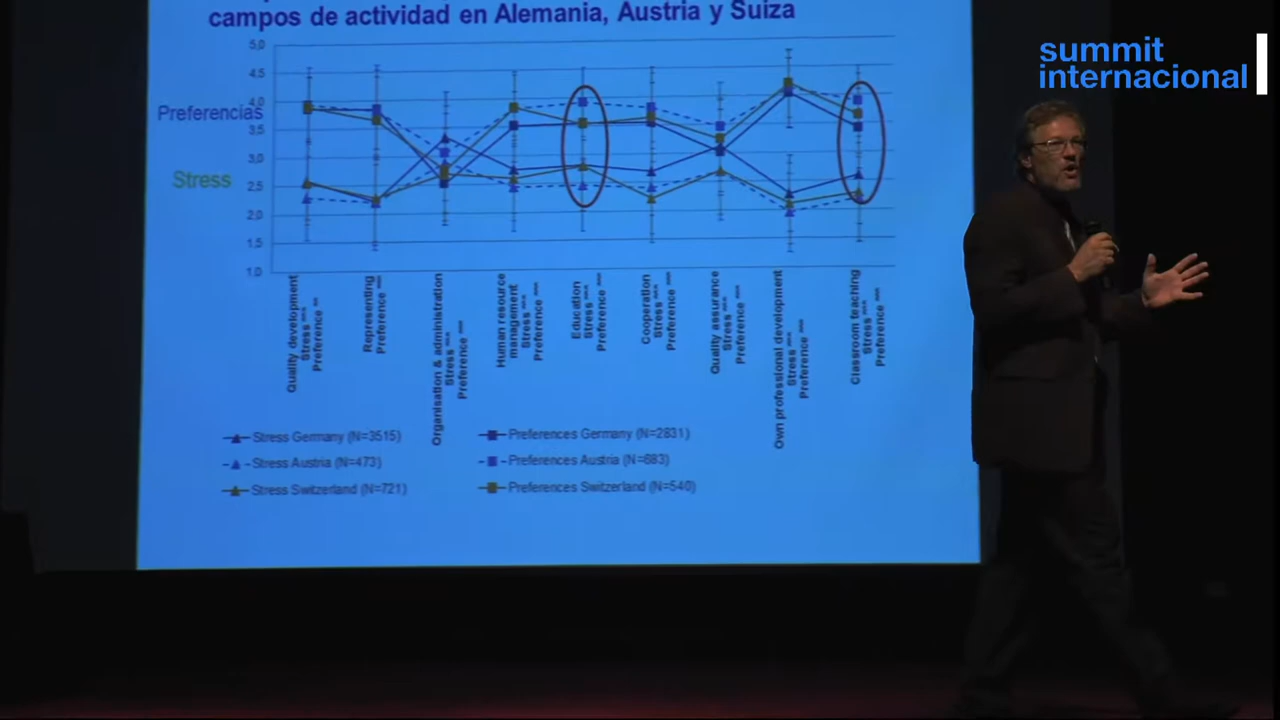 campos de actividad en Alemania, Austria y Suiza
summit
internacional
5,0
4,5
4,0
3,5
3,0
2,5
2,0
1,5
1,0
Preferencias
Stress
Quality development
Stress
Preference
Representing
Preference
Organisation & administration
Stress
Preference
Human resource
management
Stress
Preference
Education
Stress
Preference
Cooperation
Stress
Preference
Quality assurance
Stress
Preference
Own professional development
Stress
Preference
Classroom teaching
Stress
Preference
Stress Germany (N=3515)
Preferences Germany (N=2831)
Stress Austria (N=473)
Preferences Austria (N=683)
Stress Switzerland (N=721)
Preferences Switzerland (N=540)